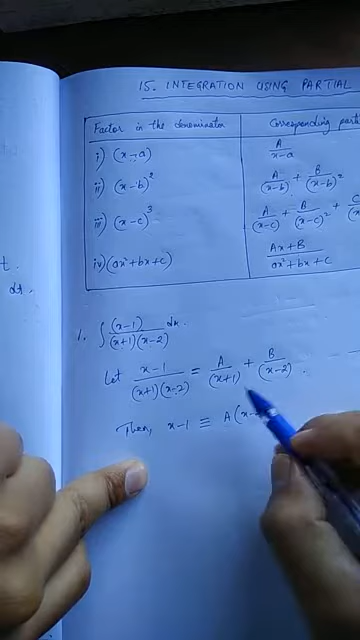 15. INTEGRATION USING PARTIAL
Factor in the denominator
Corresponding parti
i) (x-a)
A/(x-a)
ii) (x-b)²
A/(x-b) + B/(x-b)²
iii) (x-c)³
A/(x-c) + B/(x-c)² + C/(x-
iv) (ax²+bx+c)
Ax+B/(ax²+bx+c)
t.
dt,
1. ∫ (x-1)/((x+1)(x-2)) dx.
Let x-1/((x+1)(x-2)) = A/(x+1) + B/(x-2).
Then, x-1 ≡ A(x-